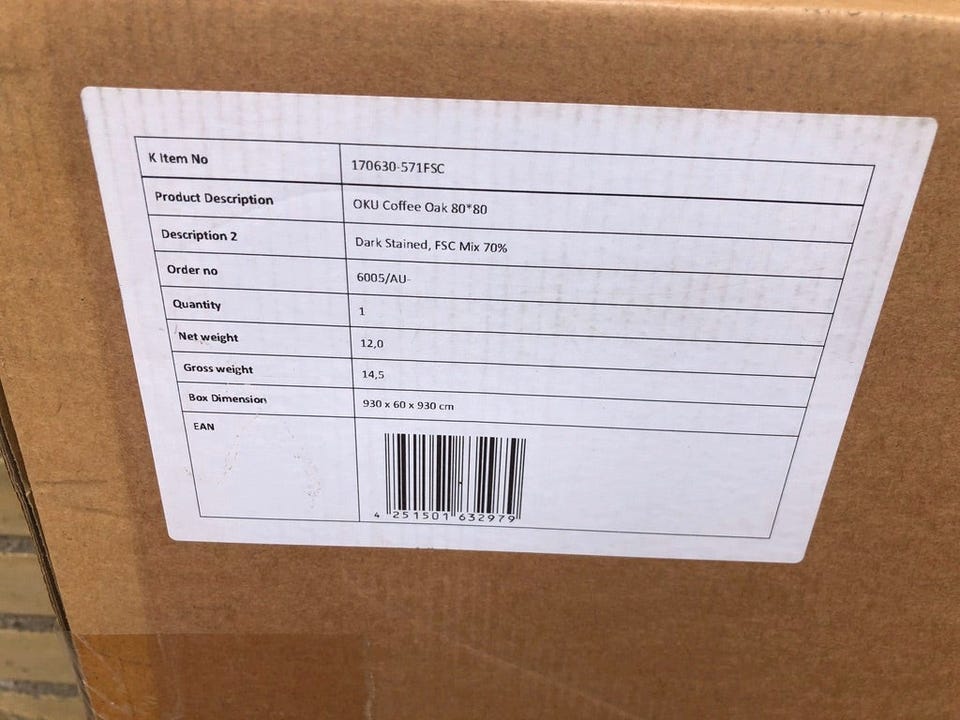 K Item No 170630-571FSC
Product Description OKU Coffee Oak 80*80
Description 2 Dark Stained, FSC Mix 70%
Order no 6005/AU-
Quantity 1
Net weight 12,0
Gross weight 14,5
Box Dimension 930 x 60 x 930 cm
EAN
4 251501 632979